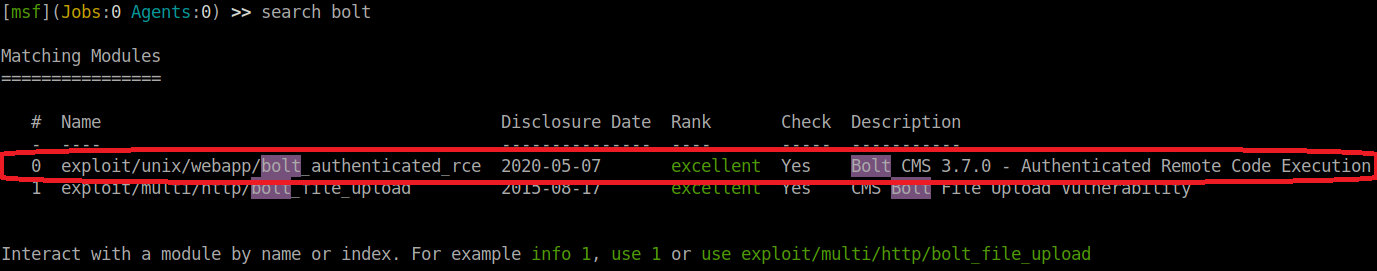 [msf](Jobs:0 Agents:0) >> search bolt
Matching Modules
================
# Name Disclosure Date Rank Check Description
- ---- --------------- ---- ----- -----------
0 exploit/unix/webapp/bolt_authenticated_rce 2020-05-07 excellent Yes Bolt CMS 3.7.0 - Authenticated Remote Code Execution
1 exploit/multi/http/bolt_file_upload 2015-08-17 excellent Yes CMS Bolt File Upload Vulnerability
Interact with a module by name or index. For example info 1, use 1 or use exploit/multi/http/bolt_file_upload